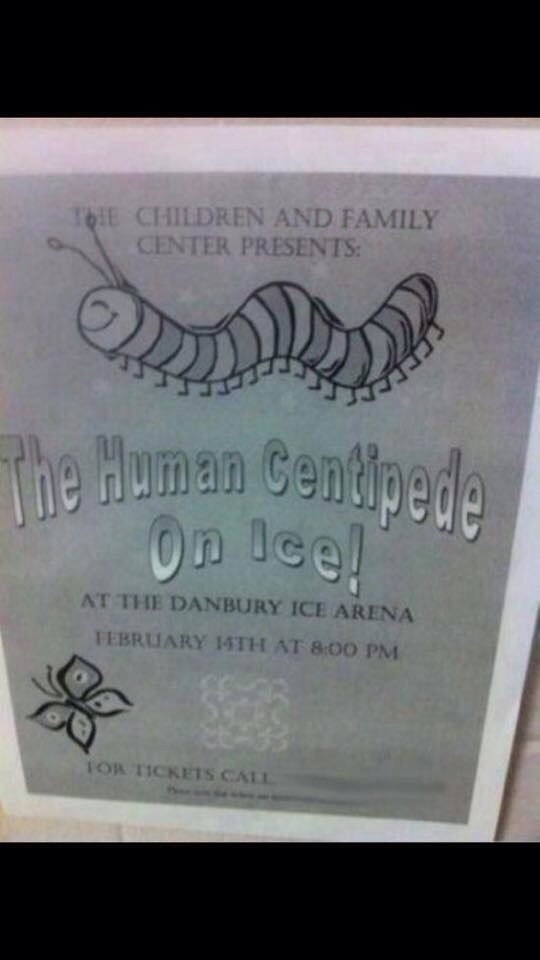 THE CHILDREN AND FAMILY
CENTER PRESENTS:
The Human Centipede
On Ice!
AT THE DANBURY ICE ARENA
FEBRUARY 14TH AT 8:00 PM
FOR TICKETS CALL